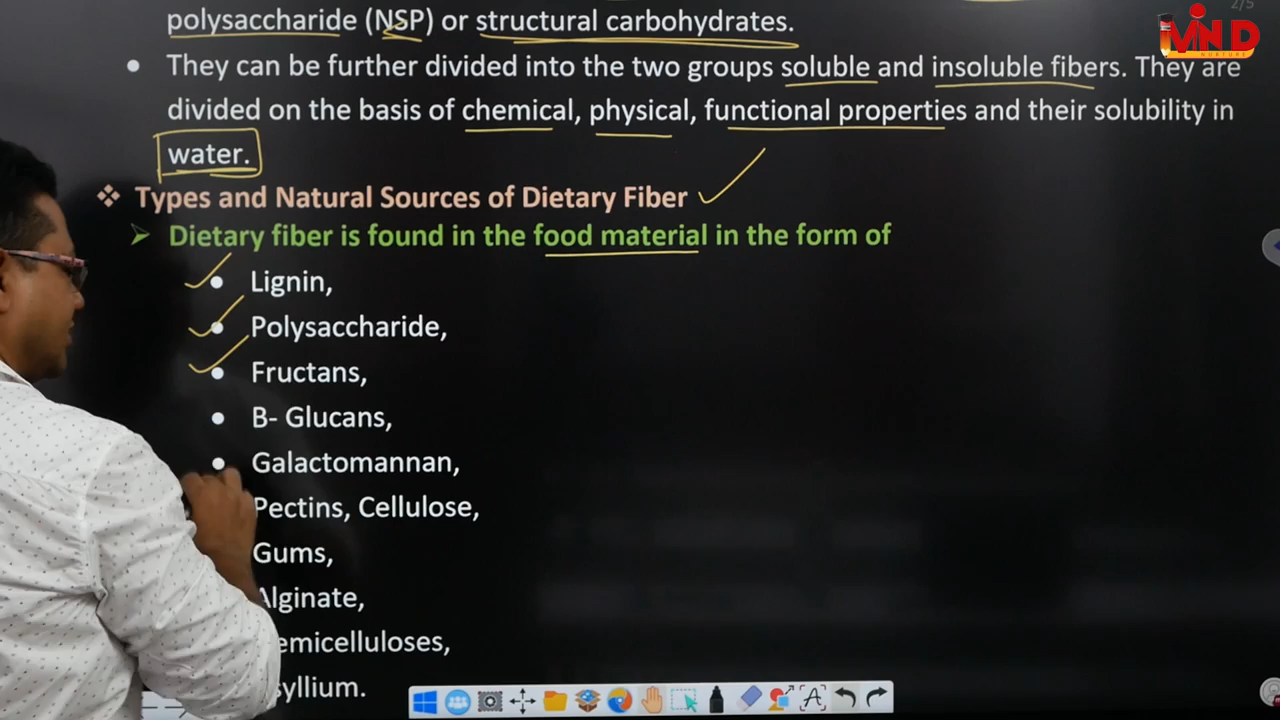 2/5
polysaccharide (NSP) or structural carbohydrates.
MIND
NURTURE
• They can be further divided into the two groups soluble and insoluble fibers. They are
divided on the basis of chemical, physical, functional properties and their solubility in
water.
❖ Types and Natural Sources of Dietary Fiber
➢ Dietary fiber is found in the food material in the form of
• Lignin,
• Polysaccharide,
• Fructans,
• B- Glucans,
• Galactomannan,
Pectins, Cellulose,
Gums,
Alginate,
emicelluloses,
syllium.
A